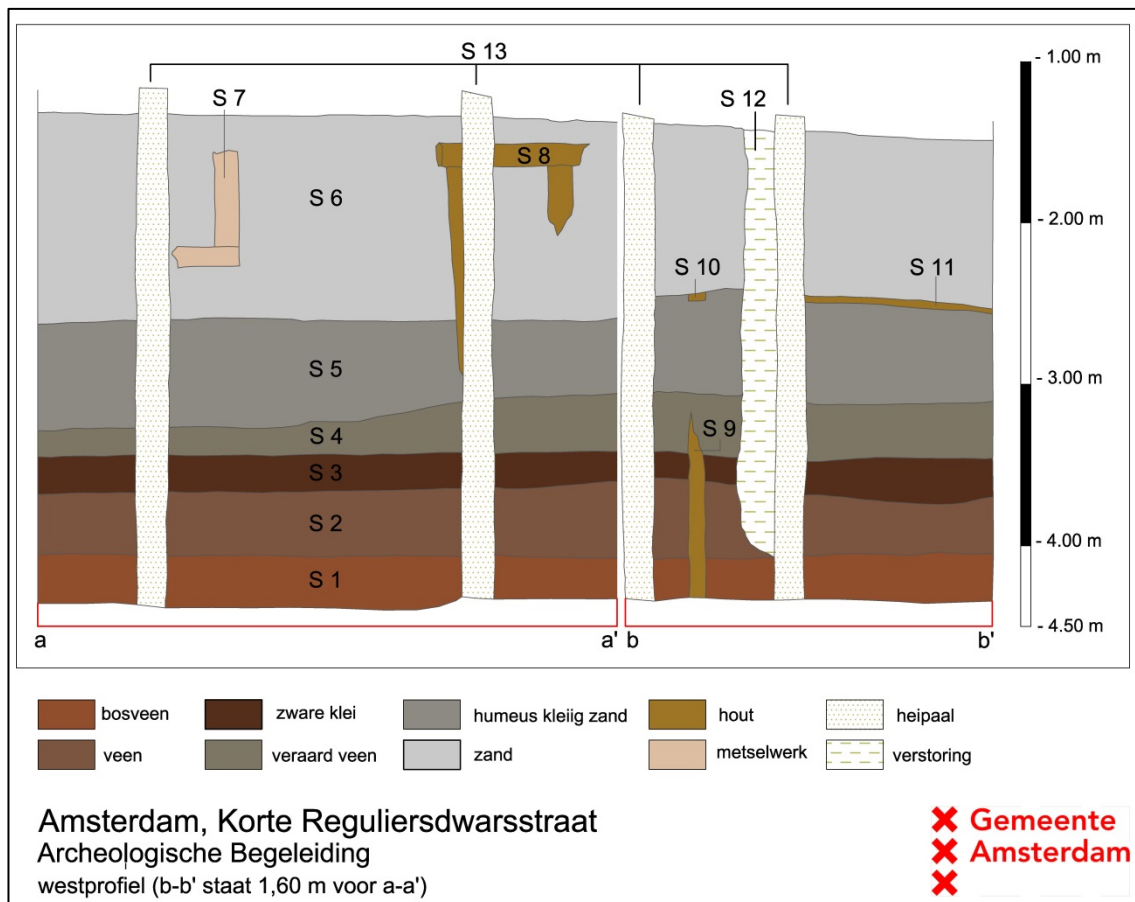 S 13
- 1.00 m
S 7
S 12
S 8
S 6
- 2.00 m
S 10
S 11
S 5
- 3.00 m
S 4
S 9
S 3
S 2
- 4.00 m
S 1
- 4.50 m
a
a'
b
b'
bosveen
zware klei
humeus kleiig zand
hout
heipaal
veen
veraard veen
zand
metselwerk
verstoring
Amsterdam, Korte Reguliersdwarsstraat
Archeologische Begeleiding
westprofiel (b-b' staat 1,60 m voor a-a')
Gemeente
Amsterdam